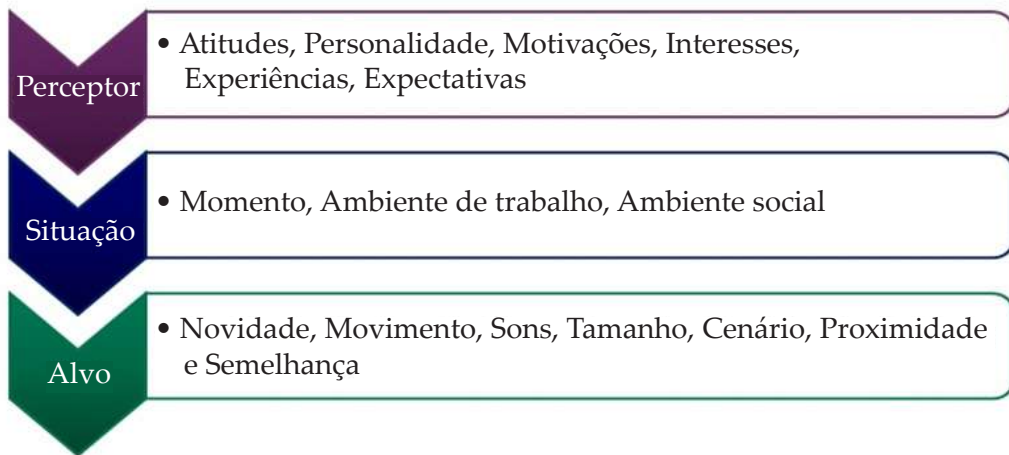 Perceptor
• Atitudes, Personalidade, Motivações, Interesses,
Experiências, Expectativas
Situação
• Momento, Ambiente de trabalho, Ambiente social
Alvo
• Novidade, Movimento, Sons, Tamanho, Cenário, Proximidade
e Semelhança